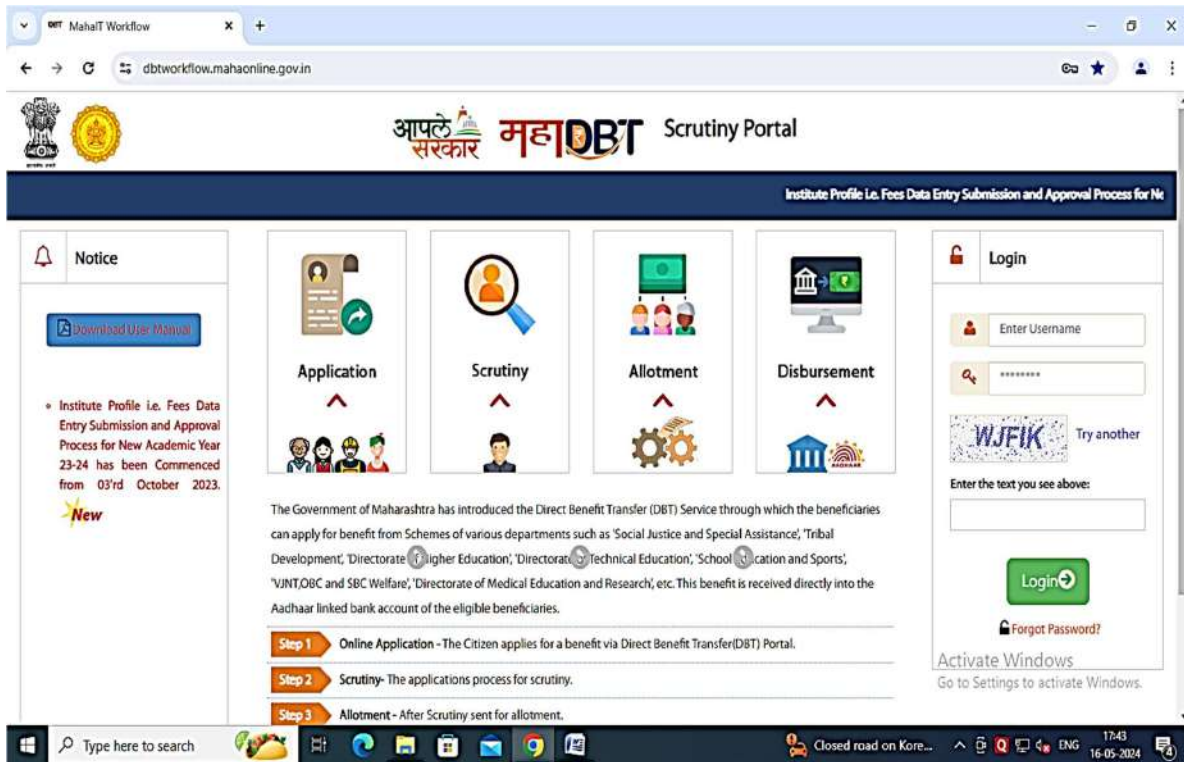 DBT MahaIT Workflow
dbtworkflow.mahaonline.gov.in
आपले
सरकार
महाDBT Scrutiny Portal
Institute Profile i.e. Fees Data Entry Submission and Approval Process for Ne
Notice
Download User Manual
Institute Profile i.e. Fees Data
Entry Submission and Approval
Process for New Academic Year
23-24 has been Commenced
from 03'rd October 2023.
New
Application
Scrutiny
Allotment
Disbursement
AADHAAR
The Government of Maharashtra has introduced the Direct Benefit Transfer (DBT) Service through which the beneficiaries
can apply for benefit from Schemes of various departments such as 'Social Justice and Special Assistance', 'Tribal
Development', 'Directorate igher Education', 'Directorate Technical Education', 'School cation and Sports',
'VJNT,OBC and SBC Welfare', 'Directorate of Medical Education and Research', etc. This benefit is received directly into the
Aadhaar linked bank account of the eligible beneficiaries.
Step 1 Online Application - The Citizen applies for a benefit via Direct Benefit Transfer(DBT) Portal.
Step 2 Scrutiny- The applications process for scrutiny.
Step 3 Allotment - After Scrutiny sent for allotment.
Login
Enter Username
********
WJFIK Try another
Enter the text you see above:
Login
Forgot Password?
Activate Windows
Go to Settings to activate Windows.
Type here to search
Closed road on Kore...
ENG
17:43
16-05-2024
4